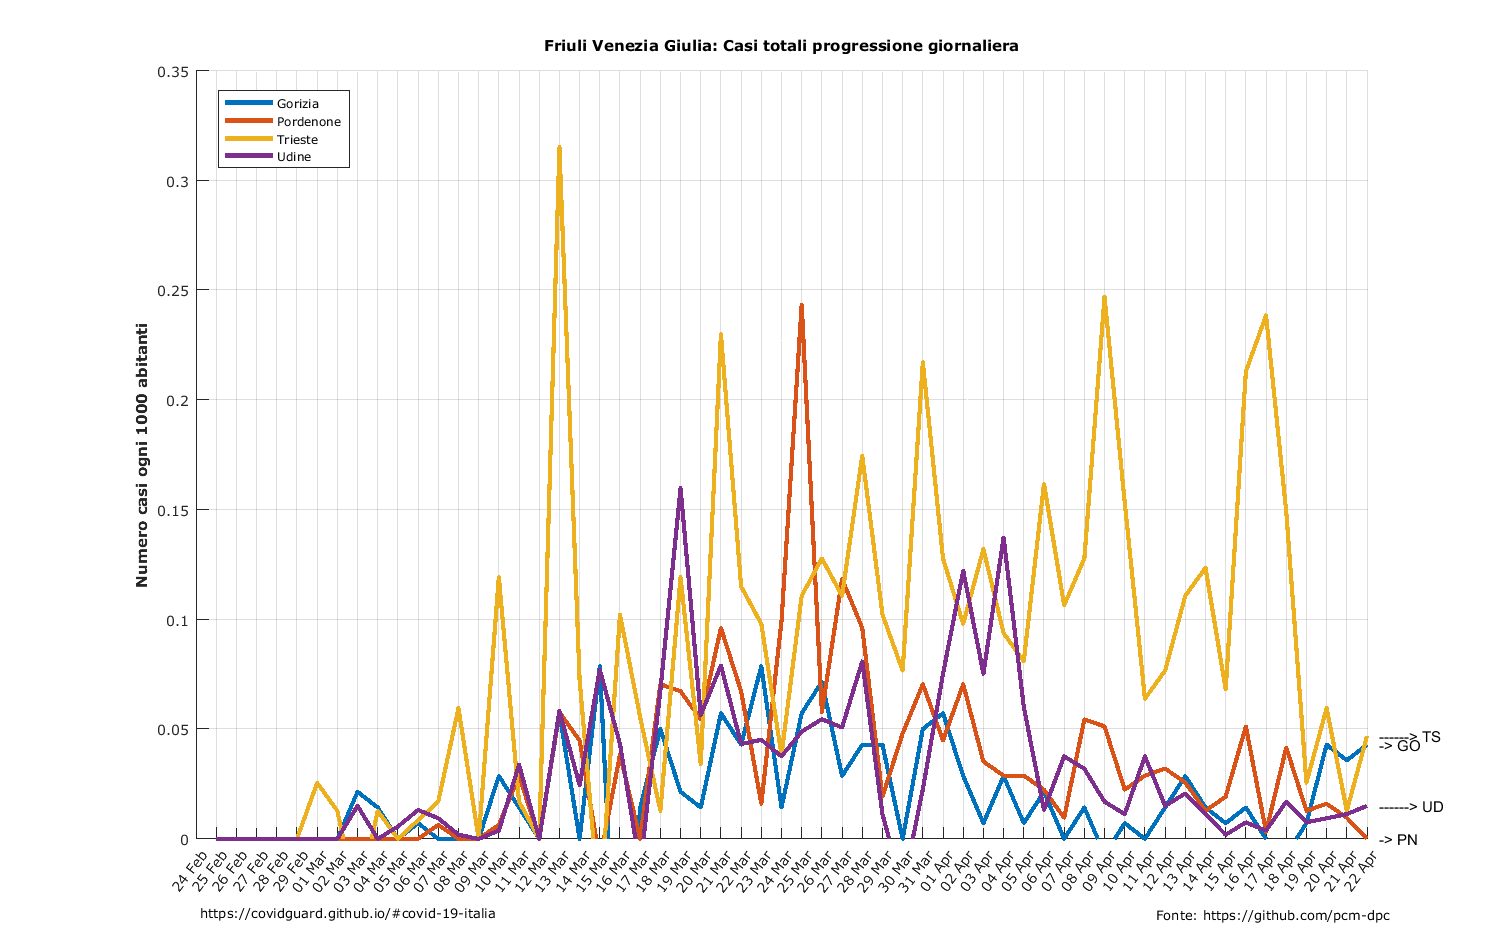 Friuli Venezia Giulia: Casi totali progressione giornaliera
0.35
0.3
0.25
0.2
0.15
0.1
0.05
0
Numero casi ogni 1000 abitanti
Gorizia
Pordenone
Trieste
Udine
------> TS
-> GO
------> UD
-> PN
24 Feb
25 Feb
26 Feb
27 Feb
28 Feb
29 Feb
01 Mar
02 Mar
03 Mar
04 Mar
05 Mar
06 Mar
07 Mar
08 Mar
09 Mar
10 Mar
11 Mar
12 Mar
13 Mar
14 Mar
15 Mar
16 Mar
17 Mar
18 Mar
19 Mar
20 Mar
21 Mar
22 Mar
23 Mar
24 Mar
25 Mar
26 Mar
27 Mar
28 Mar
29 Mar
30 Mar
31 Mar
01 Apr
02 Apr
03 Apr
04 Apr
05 Apr
06 Apr
07 Apr
08 Apr
09 Apr
10 Apr
11 Apr
12 Apr
13 Apr
14 Apr
15 Apr
16 Apr
17 Apr
18 Apr
19 Apr
20 Apr
21 Apr
22 Apr
https://covidguard.github.io/#covid-19-italia
Fonte: https://github.com/pcm-dpc